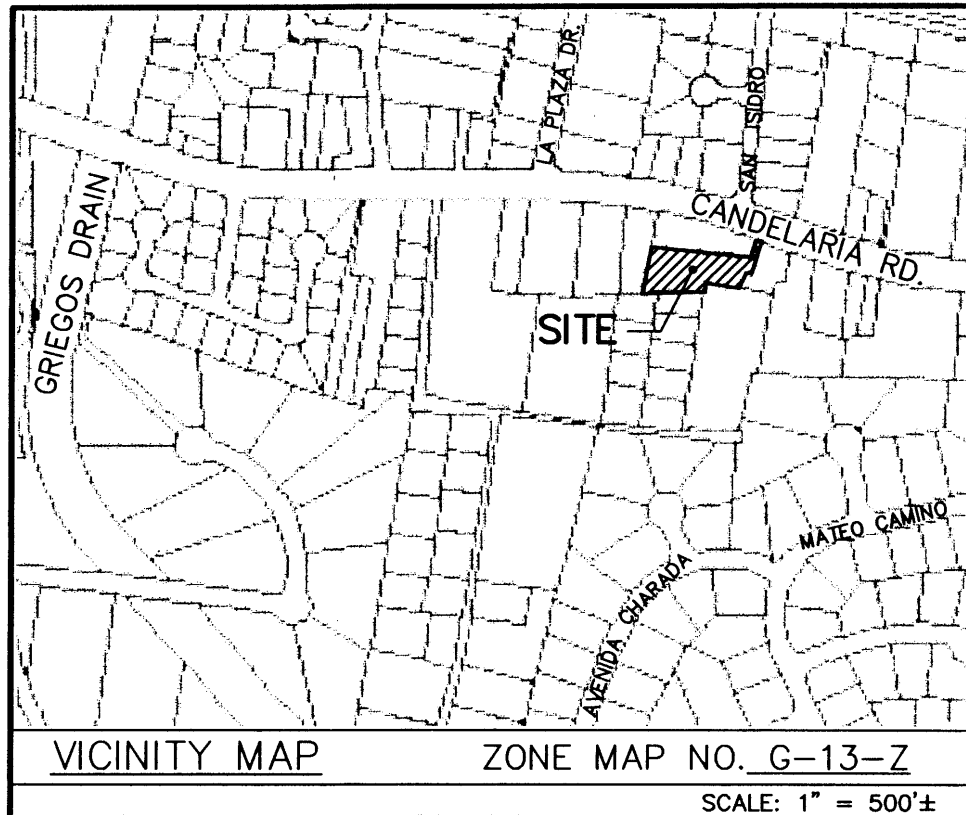 LA PLAZA DR.
SAN ISIDRO
CANDELARIA RD.
GRIEGOS DRAIN
SITE
MATEO CAMINO
AVENIDA CHARADA
VICINITY MAP ZONE MAP NO. G-13-Z
SCALE: 1" = 500'±